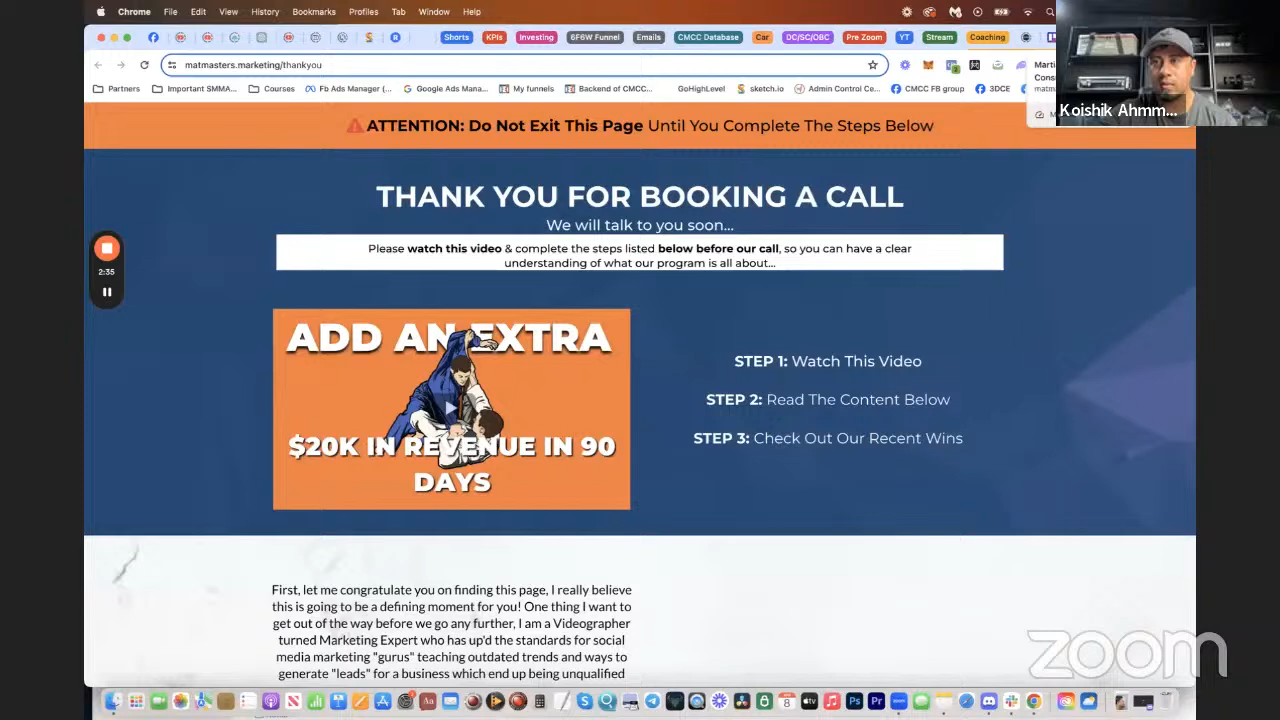 Chrome File Edit View History Bookmarks Profiles Tab Window Help
Shorts KPIs Investing 6F6W Funnel Emails CMCC Database Car DC/SC/OBC Pre Zoom YT Stream Coaching
matmasters.marketing/thankyou
Marti
Cons
matm
Partners Important SMMA... Courses Fb Ads Manager (... Google Ads Mana... My funnels Backend of CMCC... GoHighLevel sketch.io Admin Control Ce... CMCC FB group 3DCE
Koishik Ahmm...
ATTENTION: Do Not Exit This Page Until You Complete The Steps Below
THANK YOU FOR BOOKING A CALL
We will talk to you soon...
Please watch this video & complete the steps listed below before our call, so you can have a clear
understanding of what our program is all about...
2:35
ADD AN EXTRA
$20K IN REVENUE IN 90
DAYS
STEP 1: Watch This Video
STEP 2: Read The Content Below
STEP 3: Check Out Our Recent Wins
First, let me congratulate you on finding this page, I really believe
this is going to be a defining moment for you! One thing I want to
get out of the way before we go any further, I am a Videographer
turned Marketing Expert who has up'd the standards for social
media marketing "gurus" teaching outdated trends and ways to
generate "leads" for a business which end up being unqualified
zoom